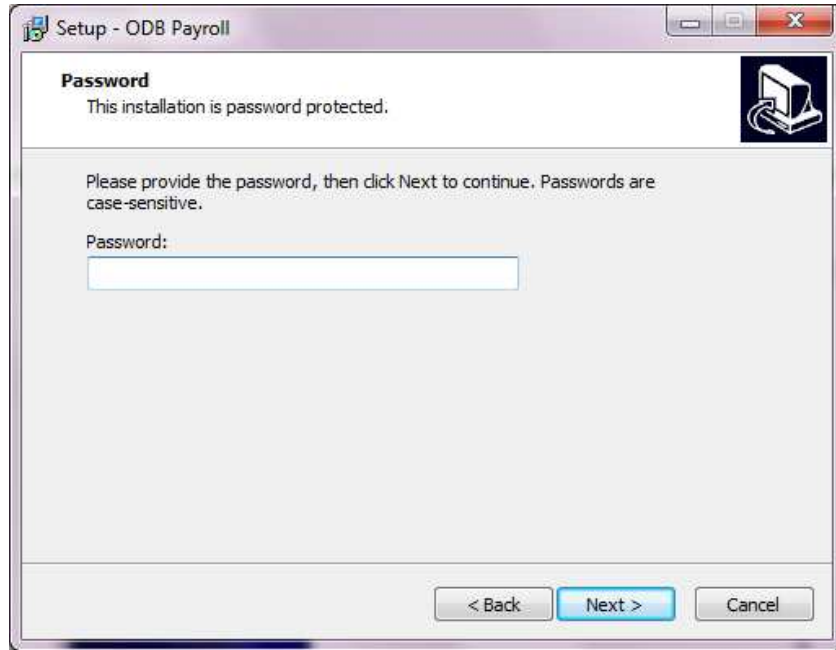 Setup - ODB Payroll
Password
This installation is password protected.
Please provide the password, then click Next to continue. Passwords are
case-sensitive.
Password:
< Back Next > Cancel